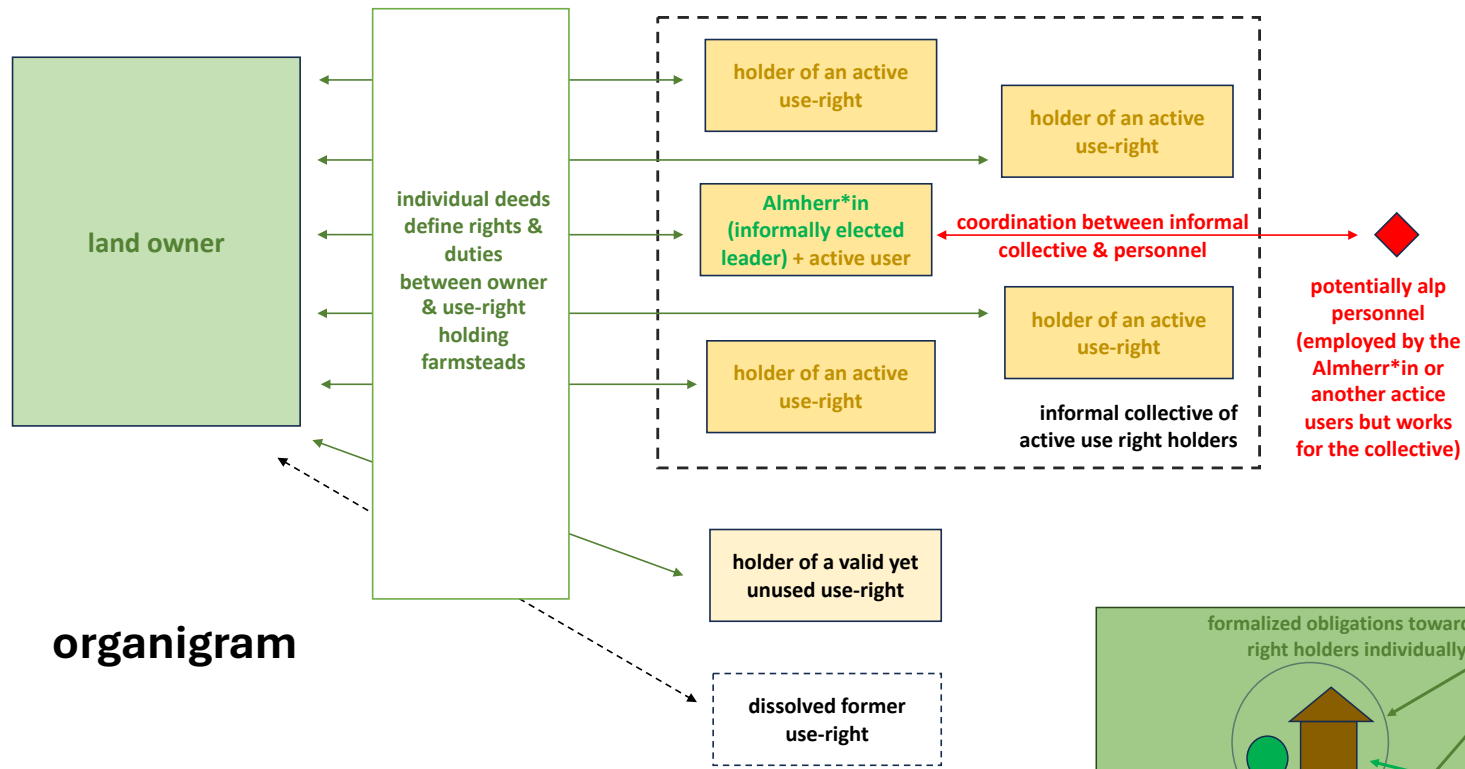 land owner
individual deeds
define rights &
duties
between owner
& use-right
holding
farmsteads
holder of an active
use-right
holder of an active
use-right
Almherr*in
(informally elected
leader) + active user
coordination between informal
collective & personnel
holder of an active
use-right
holder of an active
use-right
informal collective of
active use right holders
potentially alp
personnel
(employed by the
Almherr*in or
another actice
users but works
for the collective)
holder of a valid yet
unused use-right
organigram
dissolved former
use-right
formalized obligations
right holders individually